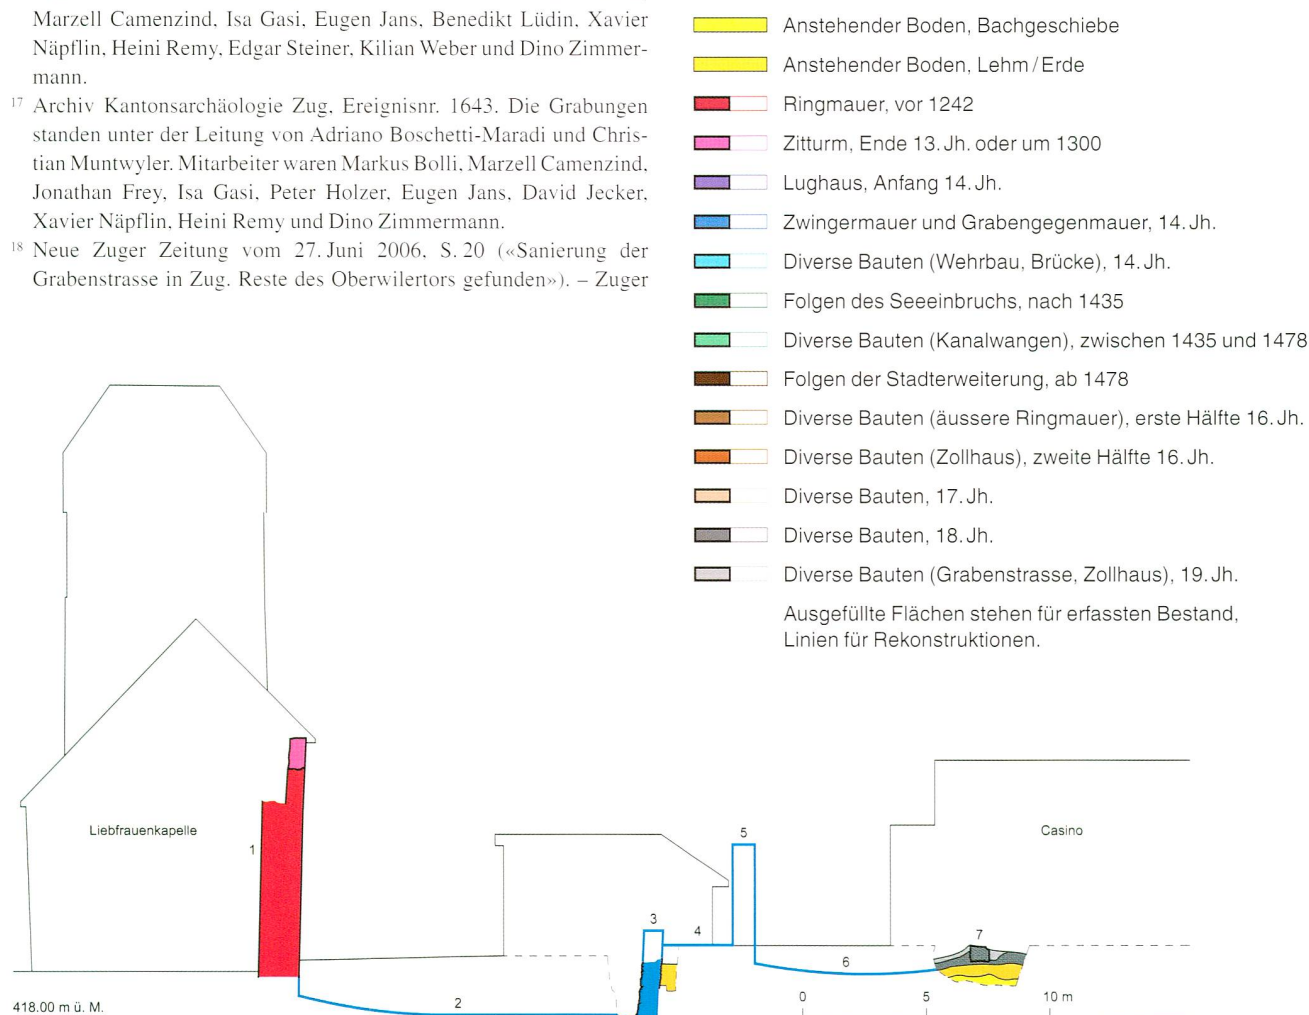 Marzell Camenzind, Isa Gasi, Eugen Jans, Benedikt Lüdin, Xavier
Näpflin, Heini Remy, Edgar Steiner, Kilian Weber und Dino Zimmer-
mann.
17 Archiv Kantonsarchäologie Zug, Ereignisnr. 1643. Die Grabungen
standen unter der Leitung von Adriano Boschetti-Maradi und Chris-
tian Muntwyler. Mitarbeiter waren Markus Bolli, Marzell Camenzind,
Jonathan Frey, Isa Gasi, Peter Holzer, Eugen Jans, David Jecker,
Xavier Näpflin, Heini Remy und Dino Zimmermann.
18 Neue Zuger Zeitung vom 27. Juni 2006, S. 20 («Sanierung der
Grabenstrasse in Zug. Reste des Oberwilertors gefunden»). – Zuger
Anstehender Boden, Bachgeschiebe
Anstehender Boden, Lehm / Erde
Ringmauer, vor 1242
Zitturm, Ende 13. Jh. oder um 1300
Lughaus, Anfang 14. Jh.
Zwingermauer und Grabengegenmauer, 14. Jh.
Diverse Bauten (Wehrbau, Brücke), 14. Jh.
Folgen des Seeeinbruchs, nach 1435
Diverse Bauten (Kanalwangen), zwischen 1435 und 1478
Folgen der Stadterweiterung, ab 1478
Diverse Bauten (äussere Ringmauer), erste Hälfte 16. Jh.
Diverse Bauten (Zollhaus), zweite Hälfte 16. Jh.
Diverse Bauten, 17. Jh.
Diverse Bauten, 18. Jh.
Diverse Bauten (Grabenstrasse, Zollhaus), 19. Jh.
Ausgefüllte Flächen stehen für erfassten Bestand,
Linien für Rekonstruktionen.
Liebfrauenkapelle
1
2
3
4
5
6
7
Casino
418.00 m ü. M.
0 5 10 m